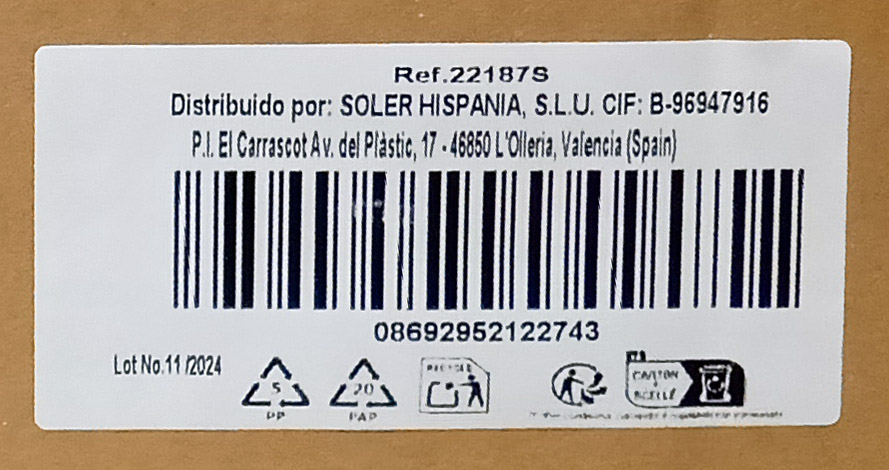 Ref.22187S
Distribuido por: SOLER HISPANIA, S.L.U. CIF: B-96947916
P.I. El Carrascot Av. del Plàstic, 17 - 46850 L'Olleria, Valencia (Spain)
08692952122743
Lot No.11/2024
5
PP
20
PAP
RECYCLE
CARTON